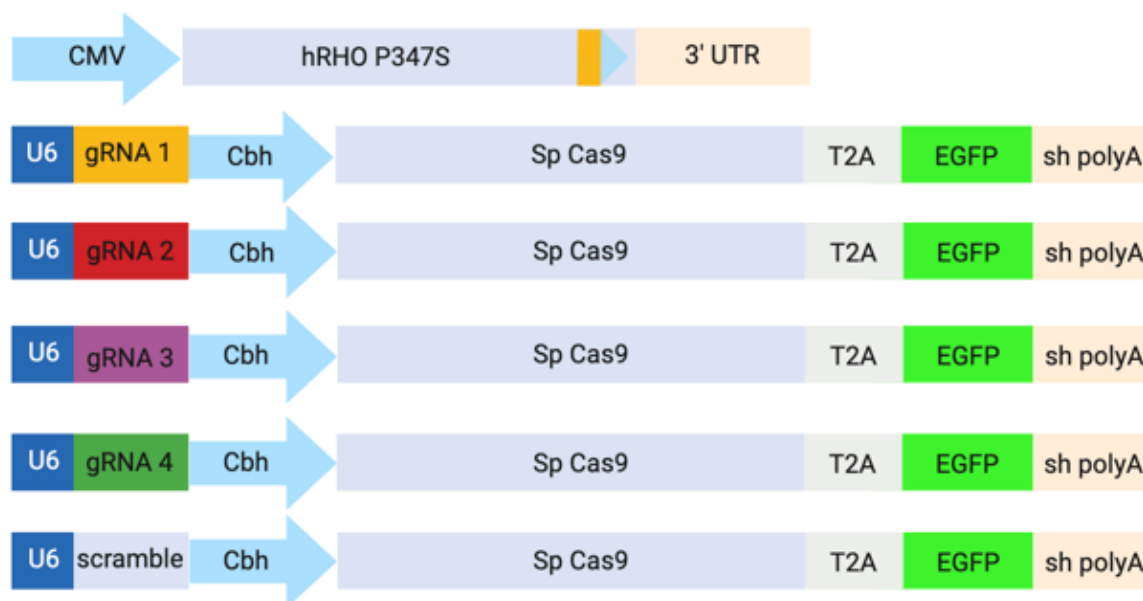 CMV hRHO P347S 3' UTR
U6 gRNA 1 Cbh Sp Cas9 T2A EGFP sh polyA
U6 gRNA 2 Cbh Sp Cas9 T2A EGFP sh polyA
U6 gRNA 3 Cbh Sp Cas9 T2A EGFP sh polyA
U6 gRNA 4 Cbh Sp Cas9 T2A EGFP sh polyA
U6 scramble Cbh Sp Cas9 T2A EGFP sh polyA